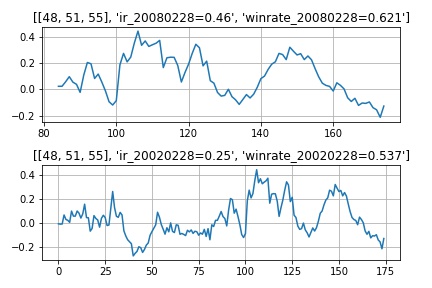 [[48, 51, 55], 'ir_20080228=0.46', 'winrate_20080228=0.621']
0.4
0.2
0.0
−0.2
80 100 120 140 160
[[48, 51, 55], 'ir_20020228=0.25', 'winrate_20020228=0.537']
0.4
0.2
0.0
−0.2
0 25 50 75 100 125 150 175